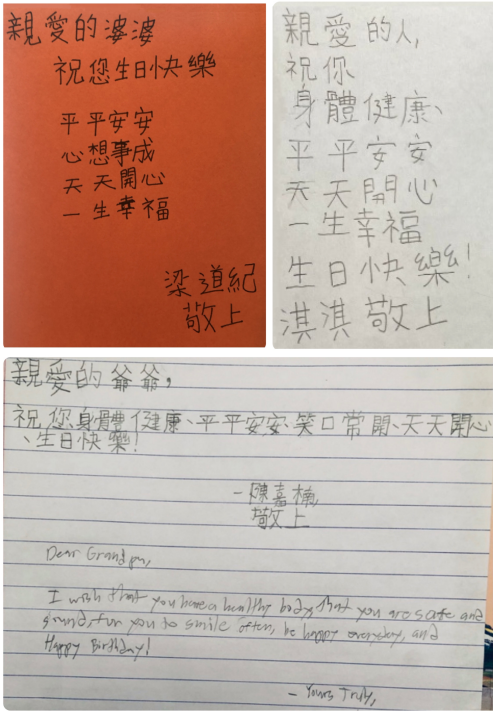 親愛的婆婆
祝您生日快樂
平平安安
心想事成
天天開心
一生幸福
梁道紀
敬上
親愛的人,
祝你
身體健康、
平平安安
天天開心
一生幸福
生日快樂!
淇淇敬上
親愛的爺爺,
祝您身體健康、平平安安、笑口常開、天天開心
、生日快樂!
-陳嘉楠
敬上
Dear Grandpa,
I wish that you have a healthy body, that you are safe and
sound, for you to smile often, be happy everyday, and
Happy Birthday!
- Yours Truly,